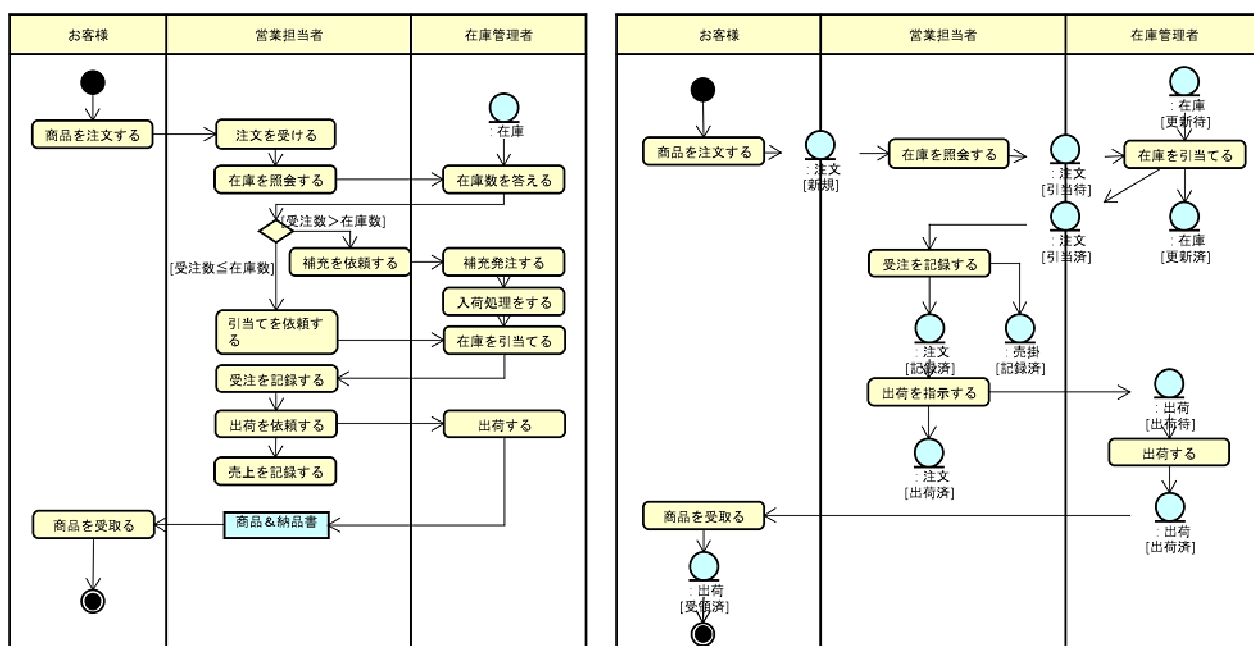 お客様
営業担当者
在庫管理者
商品を注文する
注文を受ける
: 在庫
在庫を照会する
在庫数を答える
[受注数＞在庫数]
補充を依頼する
補充発注する
[受注数≦在庫数]
入荷処理をする
引当てを依頼す
る
在庫を引当てる
受注を記録する
出荷を依頼する
出荷する
売上を記録する
商品を受取る
商品＆納品書
お客様
営業担当者
在庫管理者
: 在庫
[更新待]
商品を注文する
: 注文
[新規]
在庫を照会する
: 注文
[引当待]
在庫を引当てる
: 注文
[引当済]
: 在庫
[更新済]
受注を記録する
: 注文
[記録済]
: 売掛
[記録済]
出荷を指示する
: 出荷
[出荷待]
出荷する
: 注文
[出荷済]
商品を受取る
: 出荷
[出荷済]
: 出荷
[受領済]